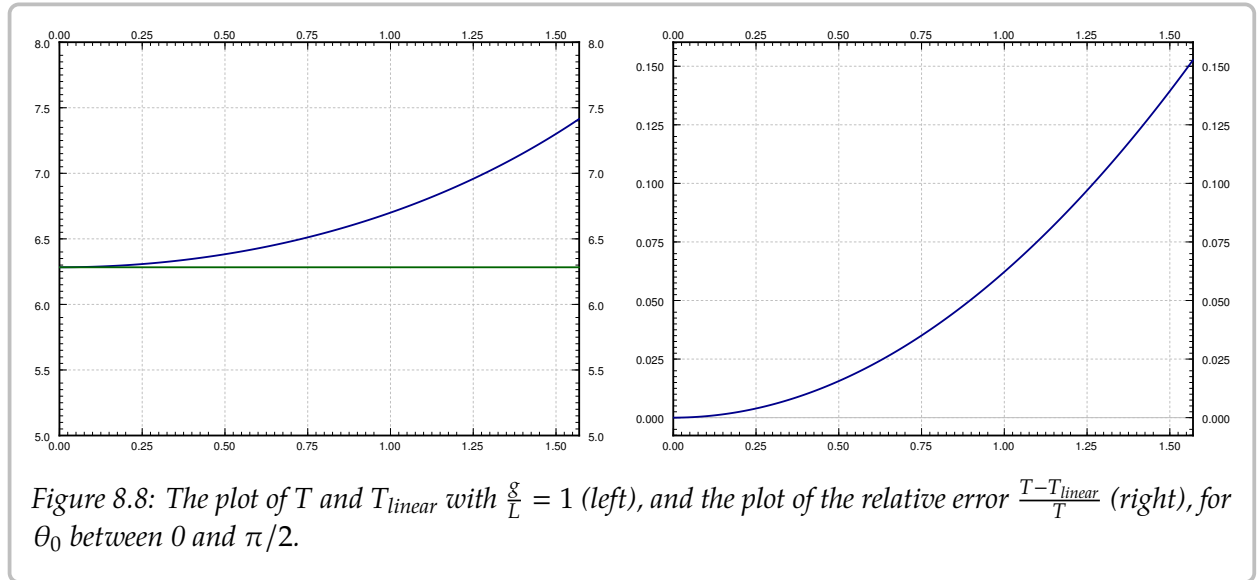 0.00 0.25 0.50 0.75 1.00 1.25 1.50
8.0 8.0
7.5 7.5
7.0 7.0
6.5 6.5
6.0 6.0
5.5 5.5
5.0 5.0
0.00 0.25 0.50 0.75 1.00 1.25 1.50
0.00 0.25 0.50 0.75 1.00 1.25 1.50
0.150 0.150
0.125 0.125
0.100 0.100
0.075 0.075
0.050 0.050
0.025 0.025
0.000 0.000
0.00 0.25 0.50 0.75 1.00 1.25 1.50
Figure 8.8: The plot of T and T_{linear} with \frac{g}{L} = 1 (left), and the plot of the relative error \frac{T-T_{linear}}{T} (right), for
θ₀ between 0 and π/2.